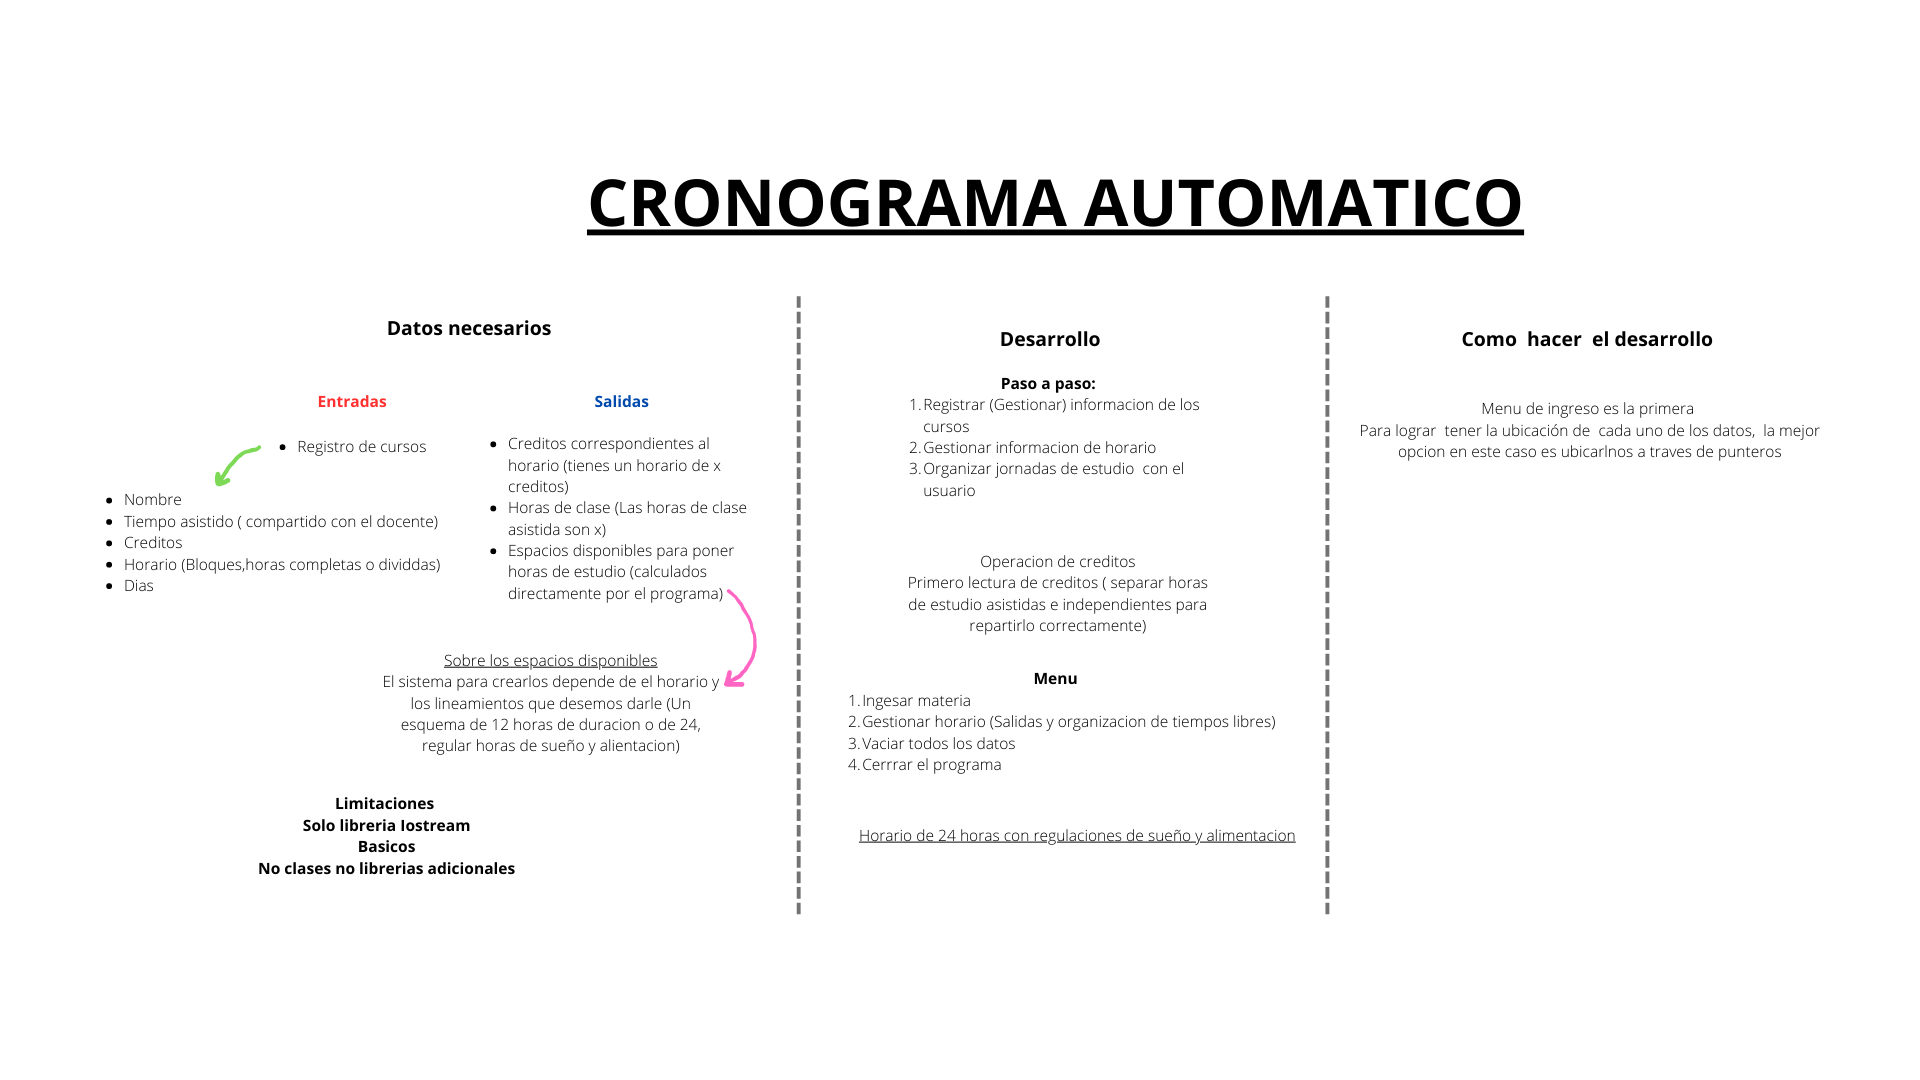 CRONOGRAMA AUTOMATICO
Datos necesarios
Entradas
Registro de cursos
Nombre
Tiempo asistido ( compartido con el docente)
Creditos
Horario (Bloques,horas completas o dividdas)
Dias
Salidas
Creditos correspondientes al
horario (tienes un horario de x
creditos)
Horas de clase (Las horas de clase
asistida son x)
Espacios disponibles para poner
horas de estudio (calculados
directamente por el programa)
Sobre los espacios disponibles
El sistema para crearlos depende de el horario y
los lineamientos que desemos darle (Un
esquema de 12 horas de duracion o de 24,
regular horas de sueño y alientacion)
Limitaciones
Solo libreria Iostream
Basicos
No clases no librerias adicionales
Desarrollo
Paso a paso:
1. Registrar (Gestionar) informacion de los
cursos
2. Gestionar informacion de horario
3. Organizar jornadas de estudio  con el
usuario
Operacion de creditos
Primero lectura de creditos ( separar horas
de estudio asistidas e independientes para
repartirlo correctamente)
Menu
1. Ingesar materia
2. Gestionar horario (Salidas y organizacion de tiempos libres)
3. Vaciar todos los datos
4. Cerrrar el programa
Horario de 24 horas con regulaciones de sueño y alimentacion
Como  hacer  el desarrollo
Menu de ingreso es la primera
Para lograr  tener la ubicación de  cada uno de los datos,  la mejor
opcion en este caso es ubicarlnos a traves de punteros